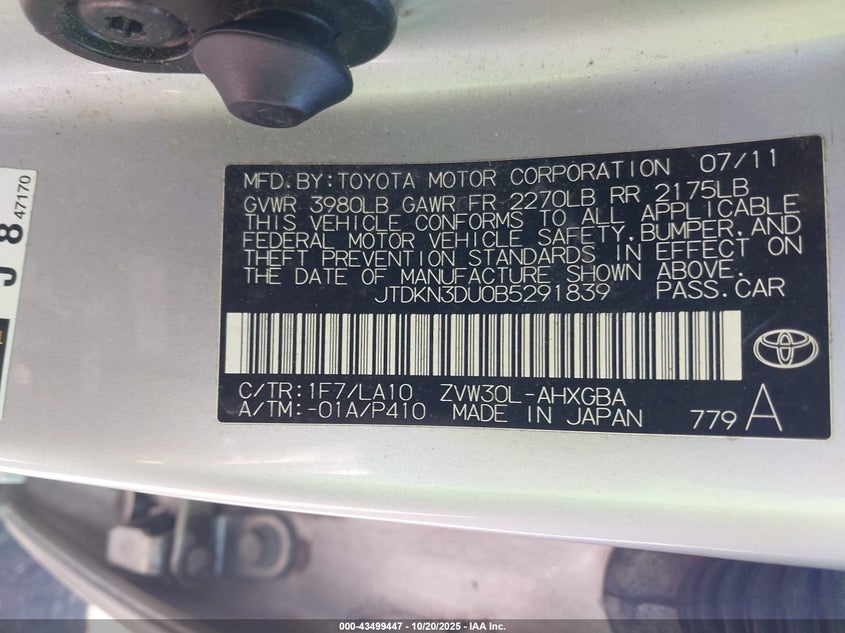 MFD.BY:TOYOTA MOTOR CORPORATION 07/11
GVWR 3980LB GAWR FR 2270LB RR 2175LB
THIS VEHICLE CONFORMS TO ALL APPLICABLE
FEDERAL MOTOR VEHICLE SAFETY,BUMPER,AND
THEFT PREVENTION STANDARDS IN EFFECT ON
THE DATE OF MANUFACTURE SHOWN ABOVE.
JTDKN3DU0B5291839 PASS.CAR
C/TR:1F7/LA10 ZVW30L-AHXGBA
A/TM:-01A/P410 MADE IN JAPAN 779 A
J 8
47170
000-43499447 - 10/20/2025 - IAA Inc.